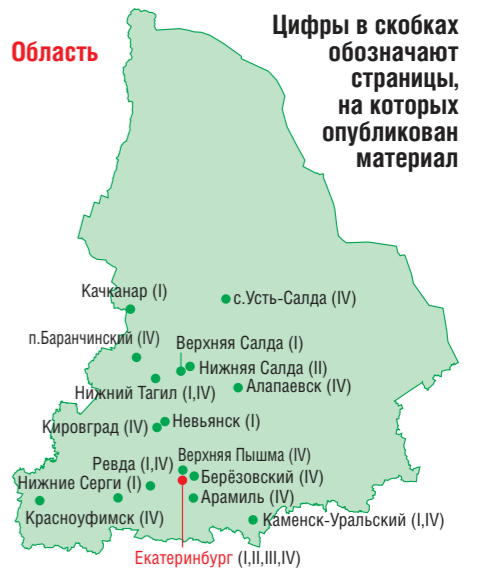 Область
Цифры в скобках
обозначают
страницы,
на которых
опубликован
материал
Качканар (I)
с.Усть-Салда (IV)
п.Баранчинский (IV)
Верхняя Салда (I)
Нижняя Салда (II)
Нижний Тагил (I,IV)
Алапаевск (IV)
Невьянск (I)
Кировград (IV)
Верхняя Пышма (IV)
Ревда (I,IV)
Берёзовский (IV)
Нижние Серги (I)
Арамиль (IV)
Красноуфимск (IV)
Каменск-Уральский (I,IV)
Екатеринбург (I,II,III,IV)